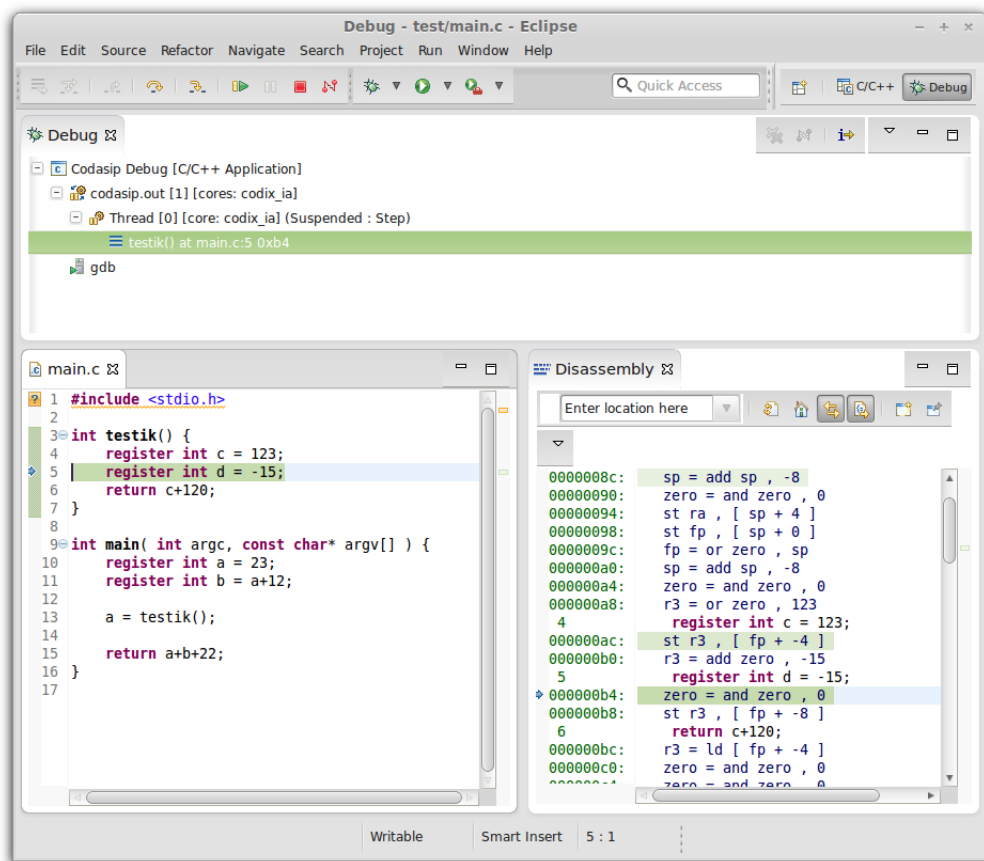 Debug - test/main.c - Eclipse
File Edit Source Refactor Navigate Search Project Run Window Help
Quick Access
C/C++
Debug
Debug
Codasip Debug [C/C++ Application]
codasip.out [1] [cores: codix_ia]
Thread [0] [core: codix_ia] (Suspended : Step)
testik() at main.c:5 0xb4
gdb
main.c
1 #include <stdio.h>
2
3 int testik() {
4 register int c = 123;
5 register int d = -15;
6 return c+120;
7 }
8
9 int main( int argc, const char* argv[] ) {
10 register int a = 23;
11 register int b = a+12;
12
13 a = testik();
14
15 return a+b+22;
16 }
17
Disassembly
Enter location here
0000008c: sp = add sp , -8
00000090: zero = and zero , 0
00000094: st ra , [ sp + 4 ]
00000098: st fp , [ sp + 0 ]
0000009c: fp = or zero , sp
000000a0: sp = add sp , -8
000000a4: zero = and zero , 0
000000a8: r3 = or zero , 123
4 register int c = 123;
000000ac: st r3 , [ fp + -4 ]
000000b0: r3 = add zero , -15
5 register int d = -15;
000000b4: zero = and zero , 0
000000b8: st r3 , [ fp + -8 ]
6 return c+120;
000000bc: r3 = ld [ fp + -4 ]
000000c0: zero = and zero , 0
000000c4: zero = and zero , 0
Writable Smart Insert 5 : 1